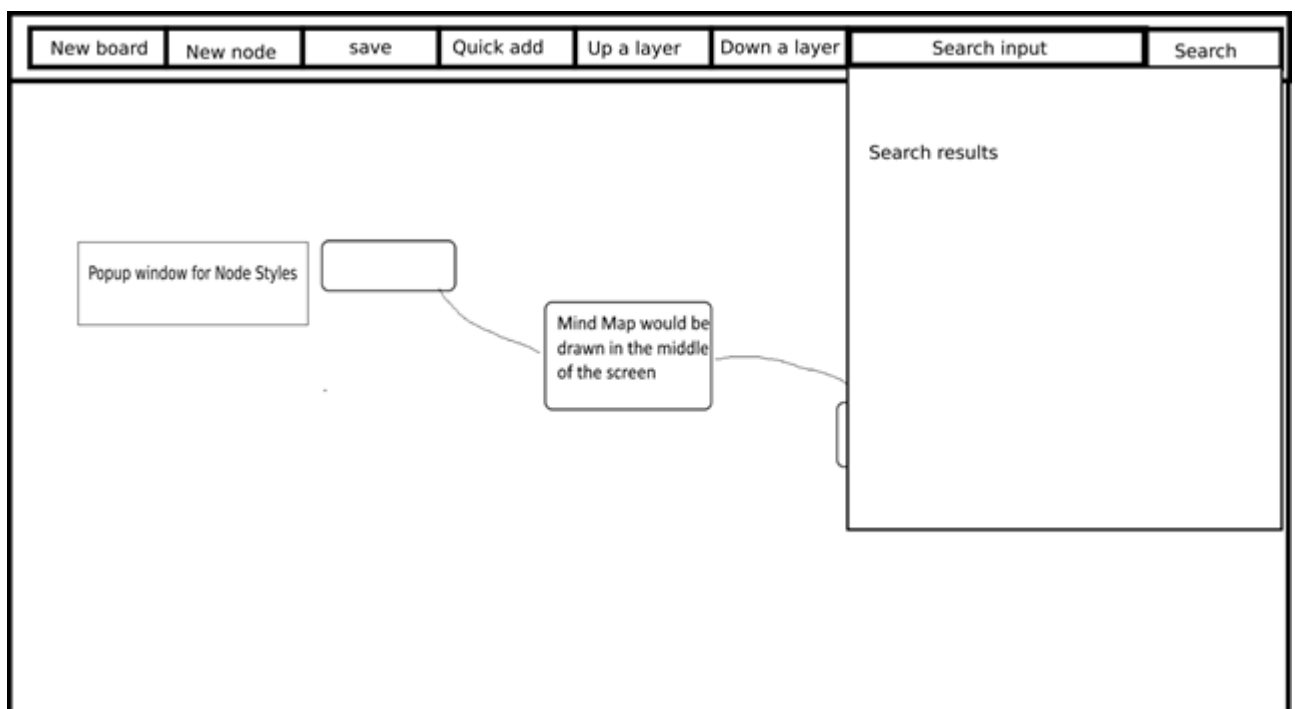 New board
New node
save
Quick add
Up a layer
Down a layer
Search input
Search
Search results
Popup window for Node Styles
Mind Map would be
drawn in the middle
of the screen